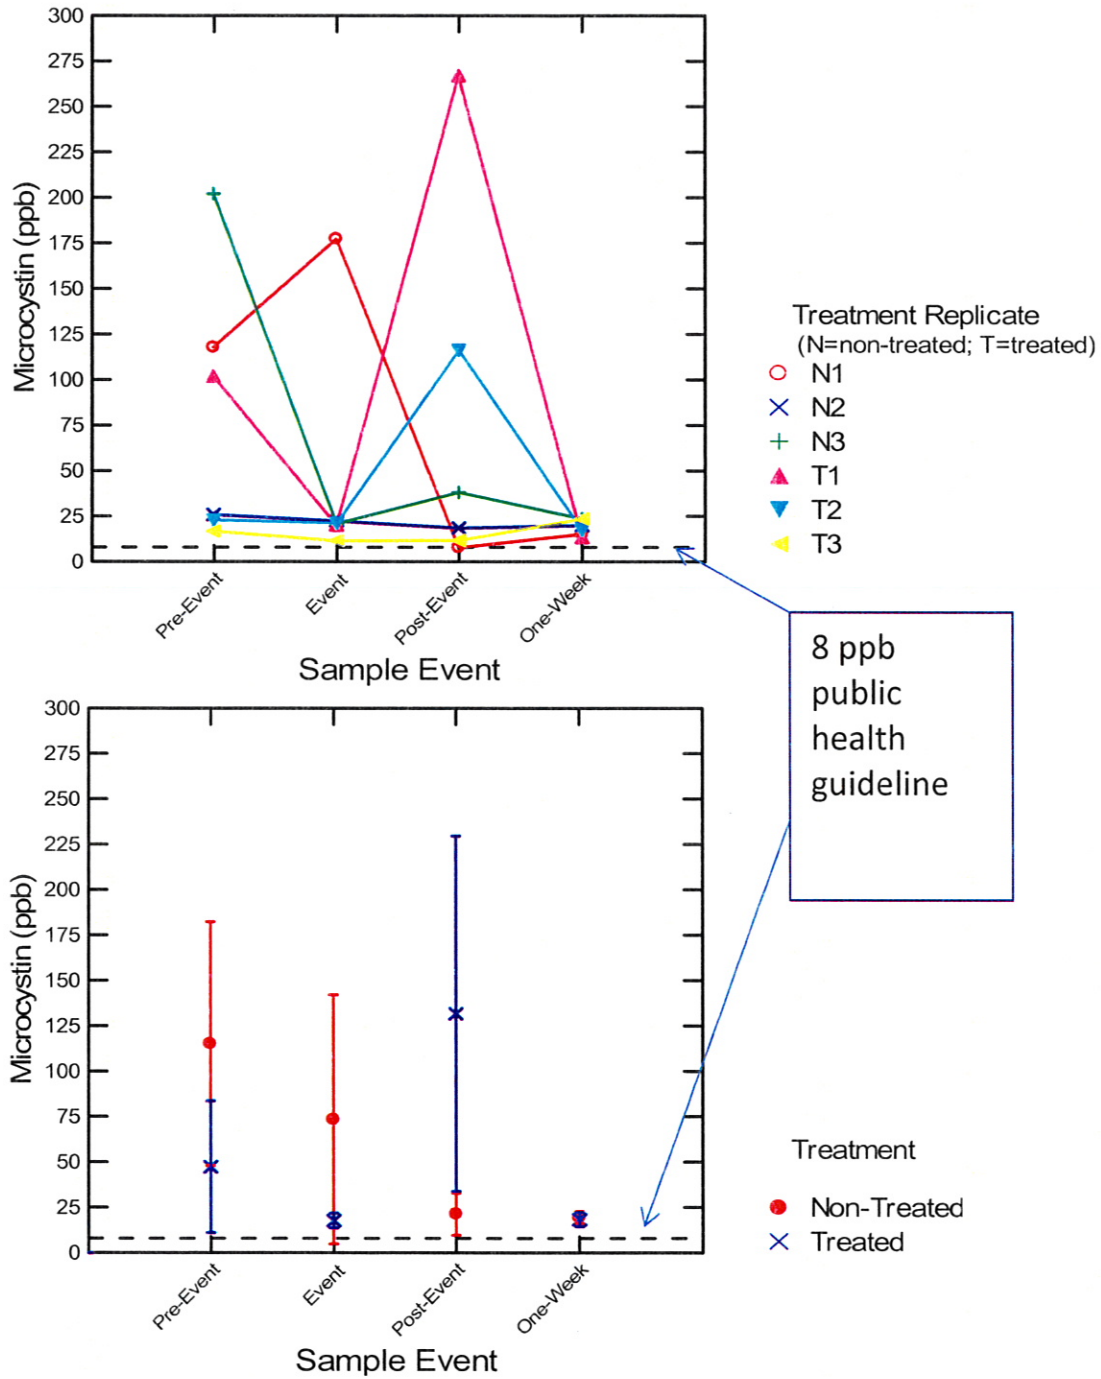 300
275
250
225
200
175
150
125
100
75
50
25
0
Microcystin (ppb)
Pre-Event
Event
Post-Event
One-Week
Sample Event
Treatment Replicate
(N=non-treated; T=treated)
N1
N2
N3
T1
T2
T3
8 ppb
public
health
guideline
300
275
250
225
200
175
150
125
100
75
50
25
0
Microcystin (ppb)
Pre-Event
Event
Post-Event
One-Week
Sample Event
Treatment
Non-Treated
Treated